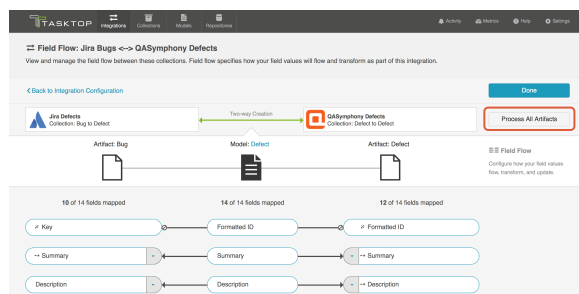 TASKTOP
Integrations
Collections
Models
Repositories
Activity
Metrics
Help
Settings
Field Flow: Jira Bugs <--> QASymphony Defects
View and manage the field flow between these collections. Field flow specifies how your field values will flow and transform as part of this integration.
Back to Integration Configuration
Done
Jira Defects
Collection: Bug to Defect
Two-way Creation
QASymphony Defects
Collection: Defect to Defect
Process All Artifacts
Artifact: Bug
Model: Defect
Artifact: Defect
Field Flow
Configure how your field values
flow, transform, and update.
10 of 14 fields mapped
14 of 14 fields mapped
12 of 14 fields mapped
Key
Formatted ID
Formatted ID
Summary
Summary
Summary
Description
Description
Description